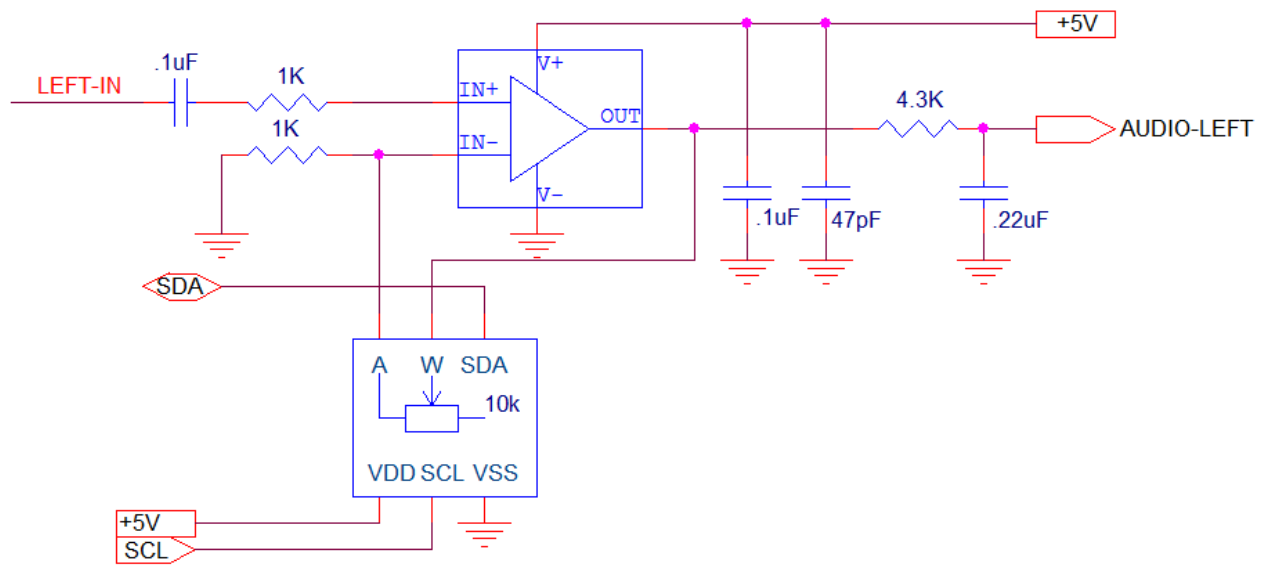 +5V
.1uF
LEFT-IN
1K
V+
IN+
OUT
4.3K
1K
AUDIO-LEFT
IN-
V-
.1uF
47pF
.22uF
SDA
A W SDA
10k
VDD SCL VSS
+5V
SCL